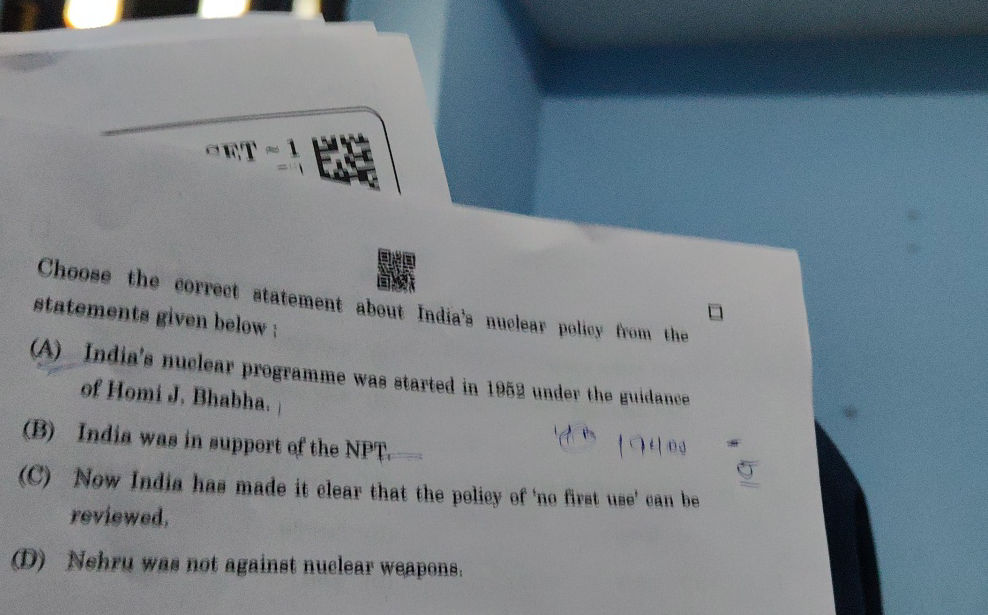 SET ~ 1
Choose the correct statement about India's nuclear policy from the
statements given below :
(A) India's nuclear programme was started in 1952 under the guidance
of Homi J. Bhabha.
(B) India was in support of the NPT.
(C) Now India has made it clear that the policy of 'no first use' can be
reviewed.
(D) Nehru was not against nuclear weapons.